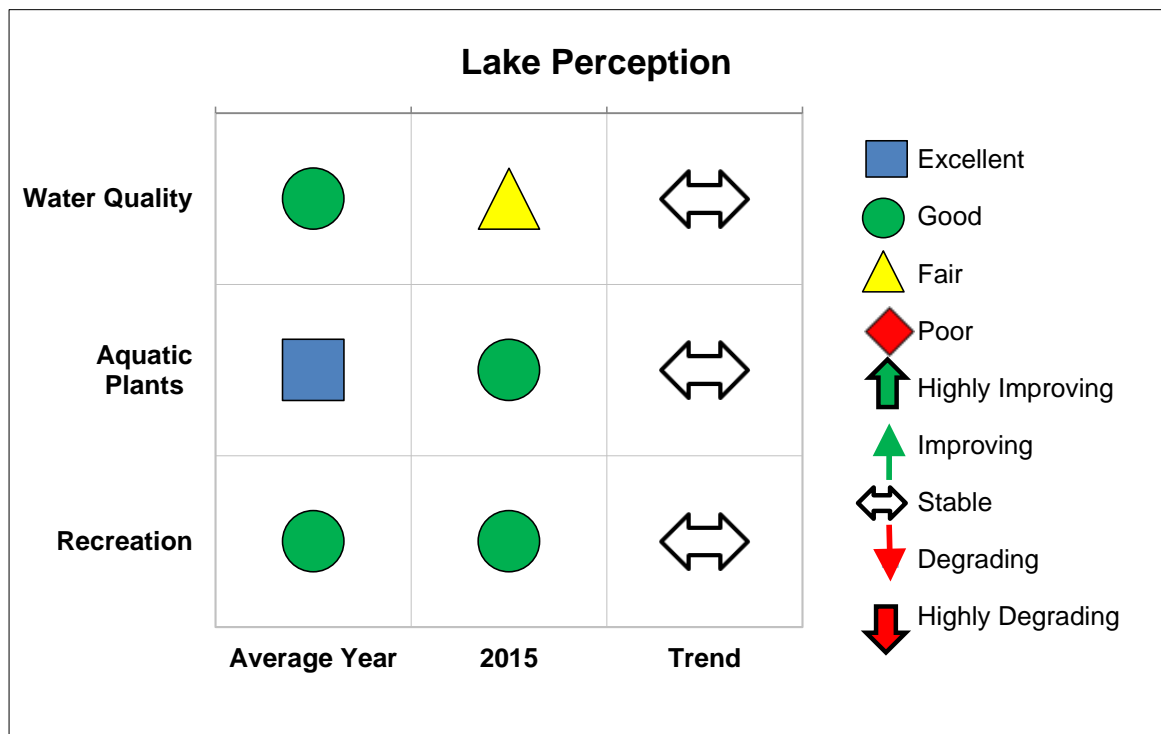 Lake Perception
Water Quality
Aquatic
Plants
Recreation
Average Year
2015
Trend
Excellent
Good
Fair
Poor
Highly Improving
Improving
Stable
Degrading
Highly Degrading